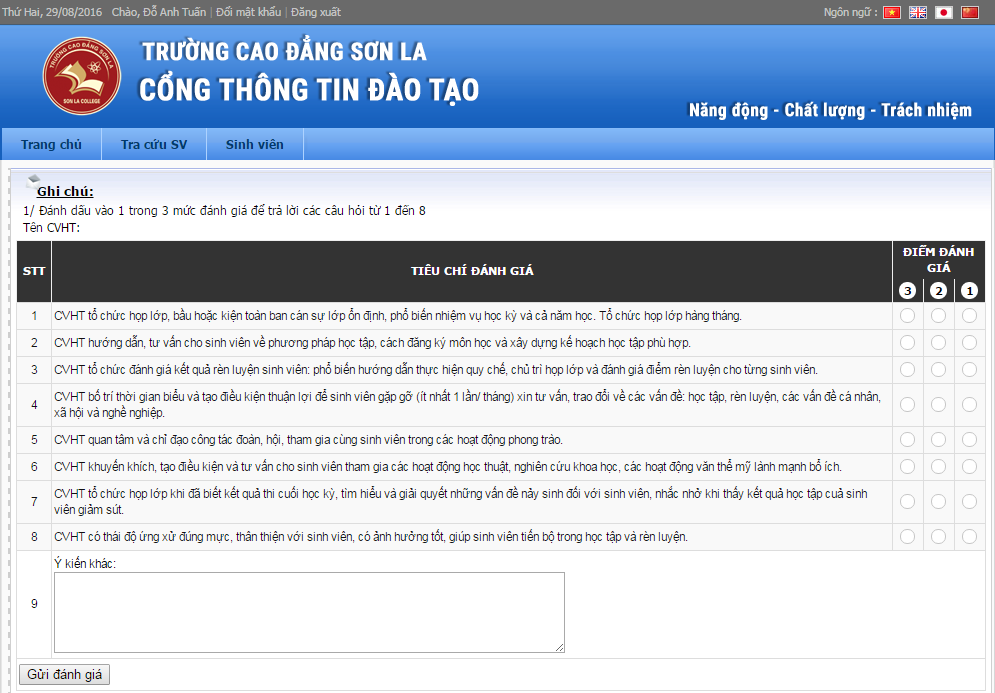 Thứ Hai, 29/08/2016 Chào, Đỗ Anh Tuấn | Đổi mật khẩu | Đăng xuất Ngôn ngữ :
TRƯỜNG CAO ĐẲNG SƠN LA
SON LA COLLEGE
TRƯỜNG CAO ĐẲNG SƠN LA
CỔNG THÔNG TIN ĐÀO TẠO
Năng động - Chất lượng - Trách nhiệm
Trang chủ Tra cứu SV Sinh viên
Ghi chú:
1/ Đánh dấu vào 1 trong 3 mức đánh giá để trả lời các câu hỏi từ 1 đến 8
Tên CVHT:
STT TIÊU CHÍ ĐÁNH GIÁ ĐIỂM ĐÁNH
GIÁ
3 2 1
1 CVHT tổ chức họp lớp, bầu hoặc kiện toàn ban cán sự lớp ổn định, phổ biến nhiệm vụ học kỳ và cả năm học. Tổ chức họp lớp hàng tháng.
2 CVHT hướng dẫn, tư vấn cho sinh viên về phương pháp học tập, cách đăng ký môn học và xây dựng kế hoạch học tập phù hợp.
3 CVHT tổ chức đánh giá kết quả rèn luyện sinh viên: phổ biến hướng dẫn thực hiện quy chế, chủ trì họp lớp và đánh giá điểm rèn luyện cho từng sinh viên.
4 CVHT bố trí thời gian biểu và tạo điều kiện thuận lợi để sinh viên gặp gỡ (ít nhất 1 lần/ tháng) xin tư vấn, trao đổi về các vấn đề: học tập, rèn luyện, các vấn đề cá nhân,
xã hội và nghề nghiệp.
5 CVHT quan tâm và chỉ đạo công tác đoàn, hội, tham gia cùng sinh viên trong các hoạt động phong trào.
6 CVHT khuyến khích, tạo điều kiện và tư vấn cho sinh viên tham gia các hoạt động học thuật, nghiên cứu khoa học, các hoạt động văn thể mỹ lành mạnh bổ ích.
7 CVHT tổ chức họp lớp khi đã biết kết quả thi cuối học kỳ, tìm hiểu và giải quyết những vấn đề nảy sinh đối với sinh viên, nhắc nhở khi thấy kết quả học tập cuả sinh
viên giảm sút.
8 CVHT có thái độ ứng xử đúng mực, thân thiện với sinh viên, có ảnh hưởng tốt, giúp sinh viên tiến bộ trong học tập và rèn luyện.
9 Ý kiến khác:
Gửi đánh giá